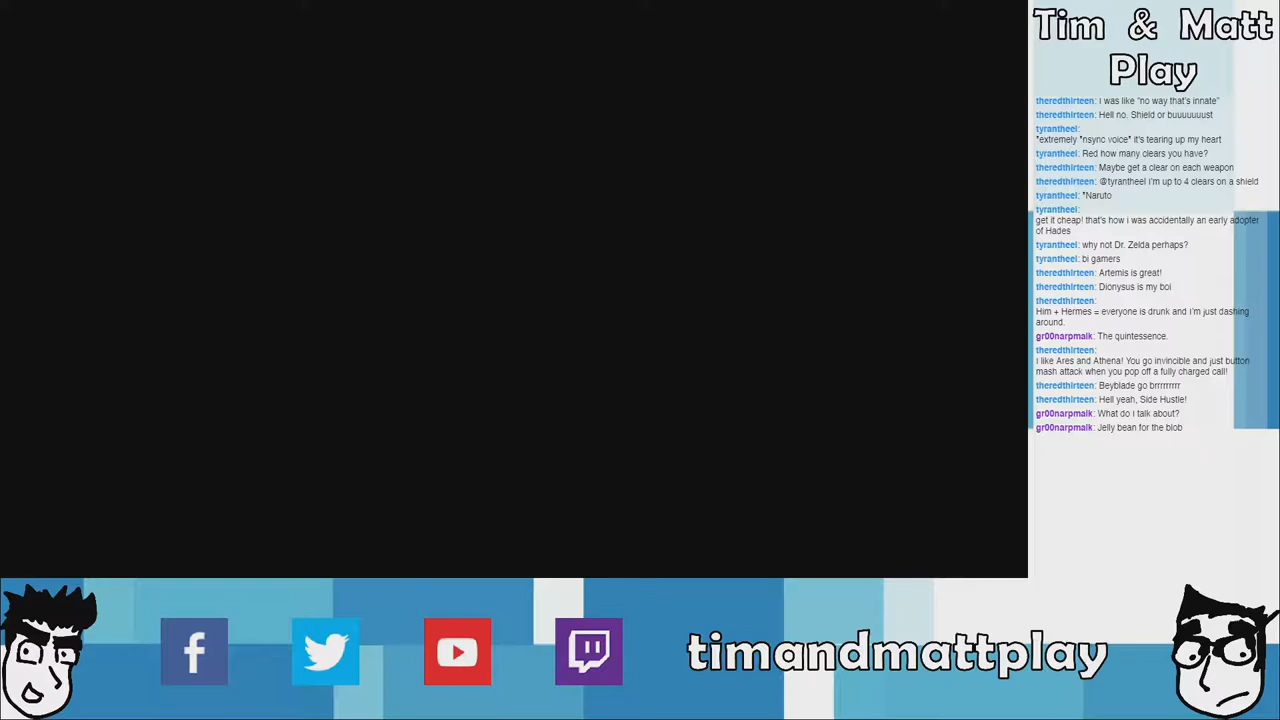 Tim & Matt
Play
theredthirteen: I was like "no way that's innate"
theredthirteen: Hell no. Shield or buuuuuuust
tyrantheel:
*extremely *nsync voice* it's tearing up my heart
tyrantheel: Red how many clears you have?
theredthirteen: Maybe get a clear on each weapon
theredthirteen: @tyrantheel I'm up to 4 clears on a shield
tyrantheel: *Naruto
tyrantheel:
get it cheap! that's how i was accidentally an early adopter
of Hades
tyrantheel: why not Dr. Zelda perhaps?
tyrantheel: bi gamers
theredthirteen: Artemis is great!
theredthirteen: Dionysus is my boi
theredthirteen:
Him + Hermes = everyone is drunk and I'm just dashing
around.
gr00narpmalk: The quintessence.
theredthirteen:
I like Ares and Athena! You go invincible and just button
mash attack when you pop off a fully charged call!
theredthirteen: Beyblade go brrrrrrrrr
theredthirteen: Hell yeah, Side Hustle!
gr00narpmalk: What do I talk about?
gr00narpmalk: Jelly bean for the blob
timandmattplay